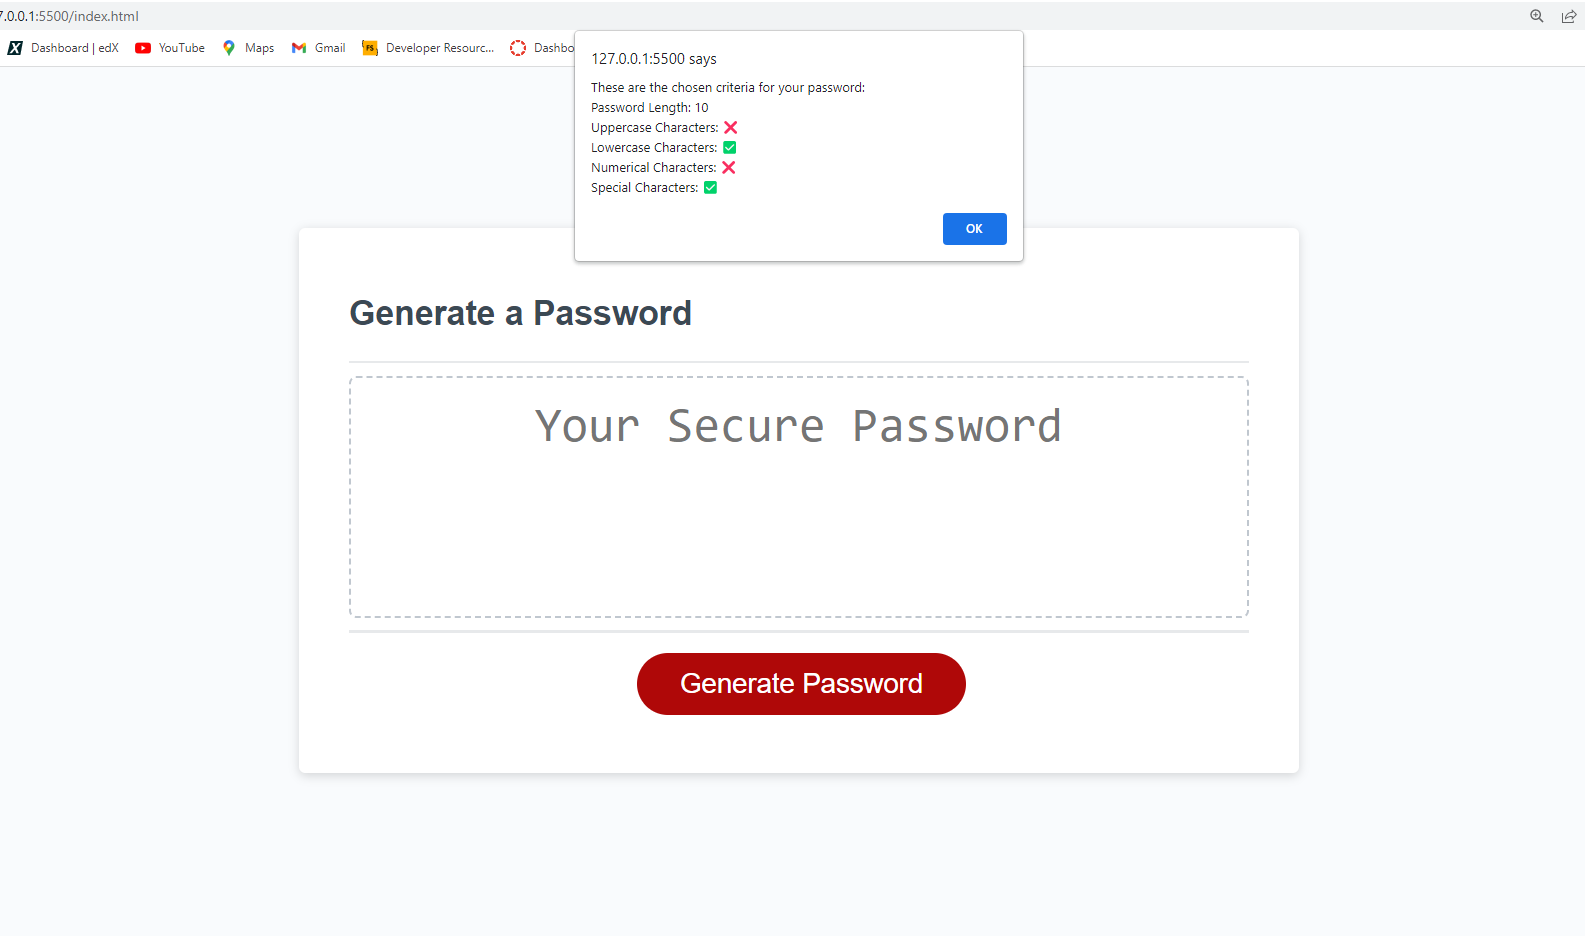 7.0.0.1:5500/index.html
Dashboard | edX YouTube Maps Gmail Developer Resourc... Dashbo
127.0.0.1:5500 says
These are the chosen criteria for your password:
Password Length: 10
Uppercase Characters: ❌
Lowercase Characters: ✅
Numerical Characters: ❌
Special Characters: ✅
OK
Generate a Password
Your Secure Password
Generate Password